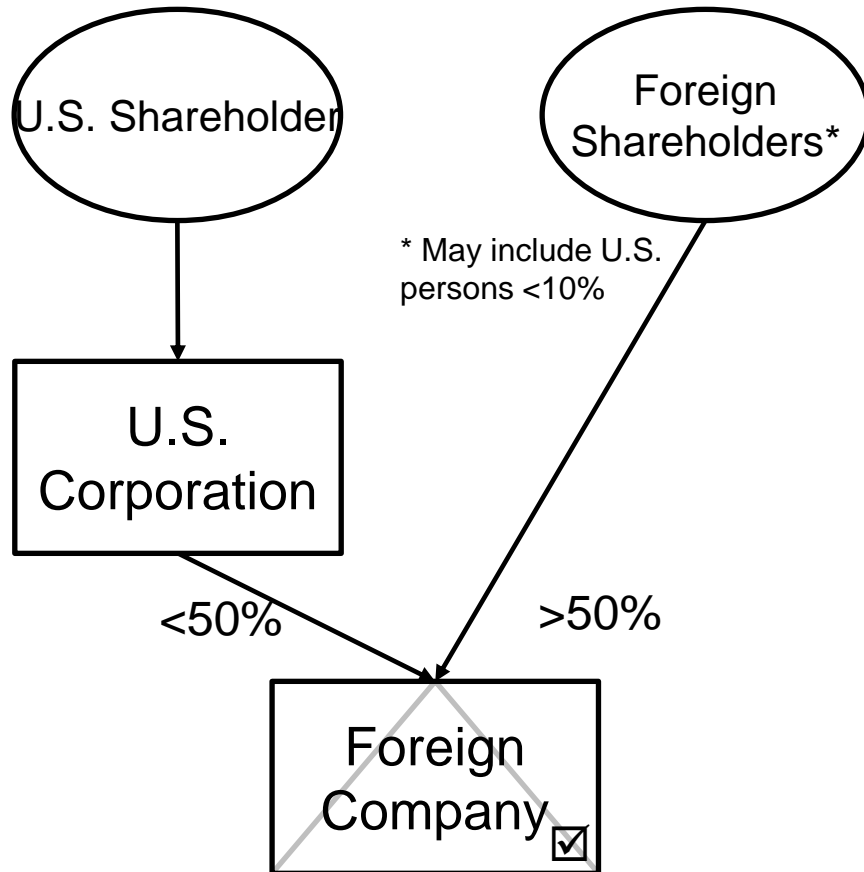 U.S. Shareholder
Foreign
Shareholders*
* May include U.S.
persons <10%
U.S.
Corporation
<50%
>50%
Foreign
Company